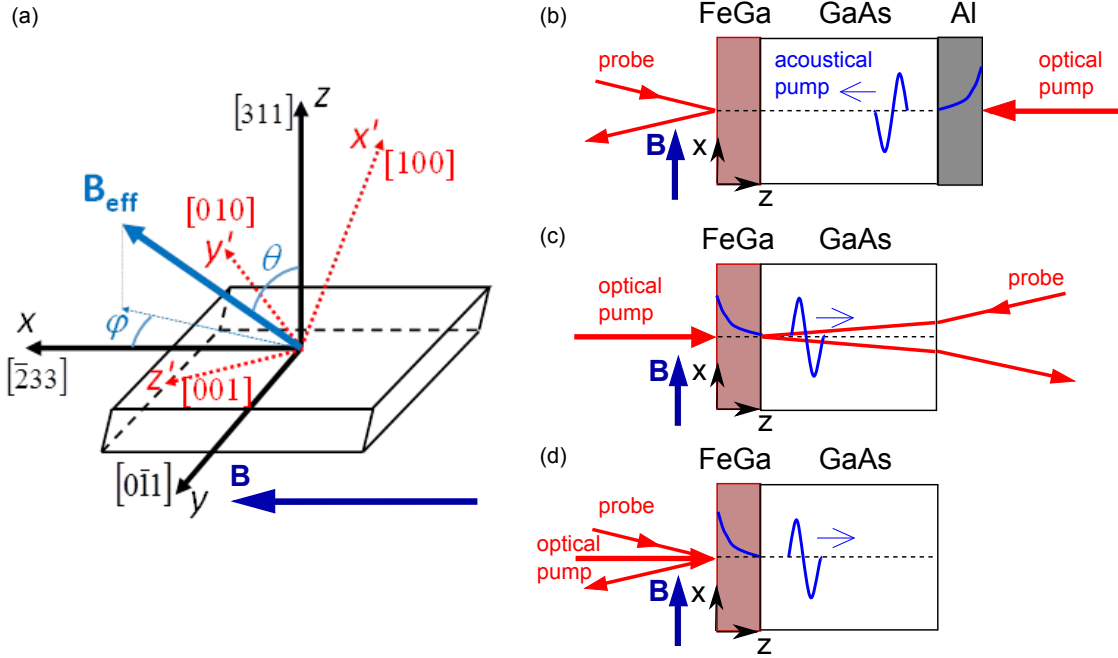 (a)
[311]
z
x'
[100]
B_eff
[010]
y'
θ
x
φ
[2̅33]
z'
[001]
[01̅1]
y
B
(b)
FeGa GaAs Al
probe
acoustical
pump
optical
pump
B
x
z
(c)
FeGa GaAs
optical
pump
probe
B
x
z
(d)
FeGa GaAs
probe
optical
pump
B
x
z